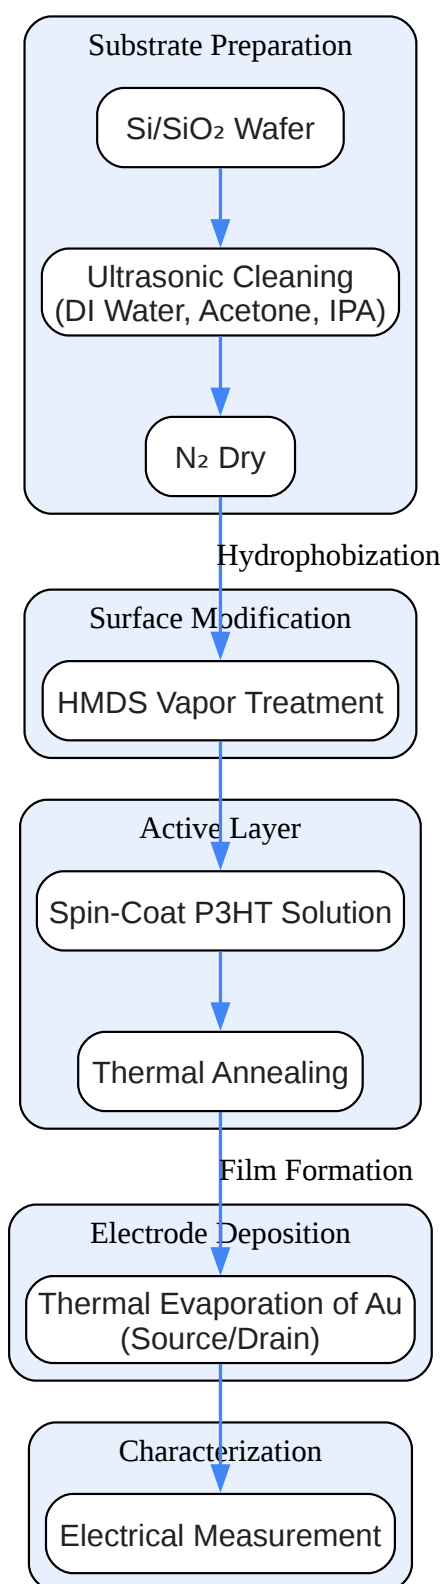 Substrate Preparation
Si/SiO₂ Wafer
Ultrasonic Cleaning
(DI Water, Acetone, IPA)
N₂ Dry
Hydrophobization
Surface Modification
HMDS Vapor Treatment
Active Layer
Spin-Coat P3HT Solution
Thermal Annealing
Film Formation
Electrode Deposition
Thermal Evaporation of Au
(Source/Drain)
Characterization
Electrical Measurement